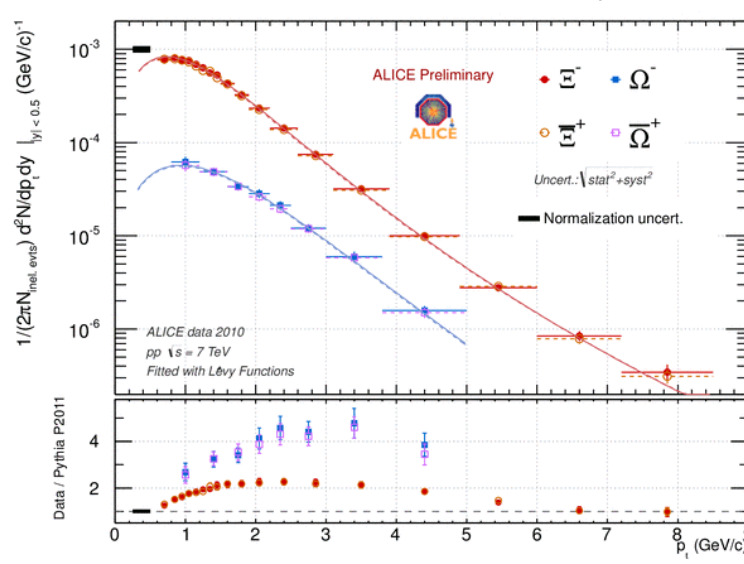 1/(2πN_inel. evts) d²N/dp_t dy |_|y| < 0.5 (GeV/c)⁻¹
10⁻³
10⁻⁴
10⁻⁵
10⁻⁶
ALICE Preliminary
ALICE
Ξ⁻ Ω⁻
Ξ̅⁺ Ω̅⁺
Uncert.:√stat²+syst²
Normalization uncert.
ALICE data 2010
pp √s = 7 TeV
Fitted with Lévy Functions
Data / Pythia P2011
4
2
0 1 2 3 4 5 6 7 8
p_t (GeV/c)